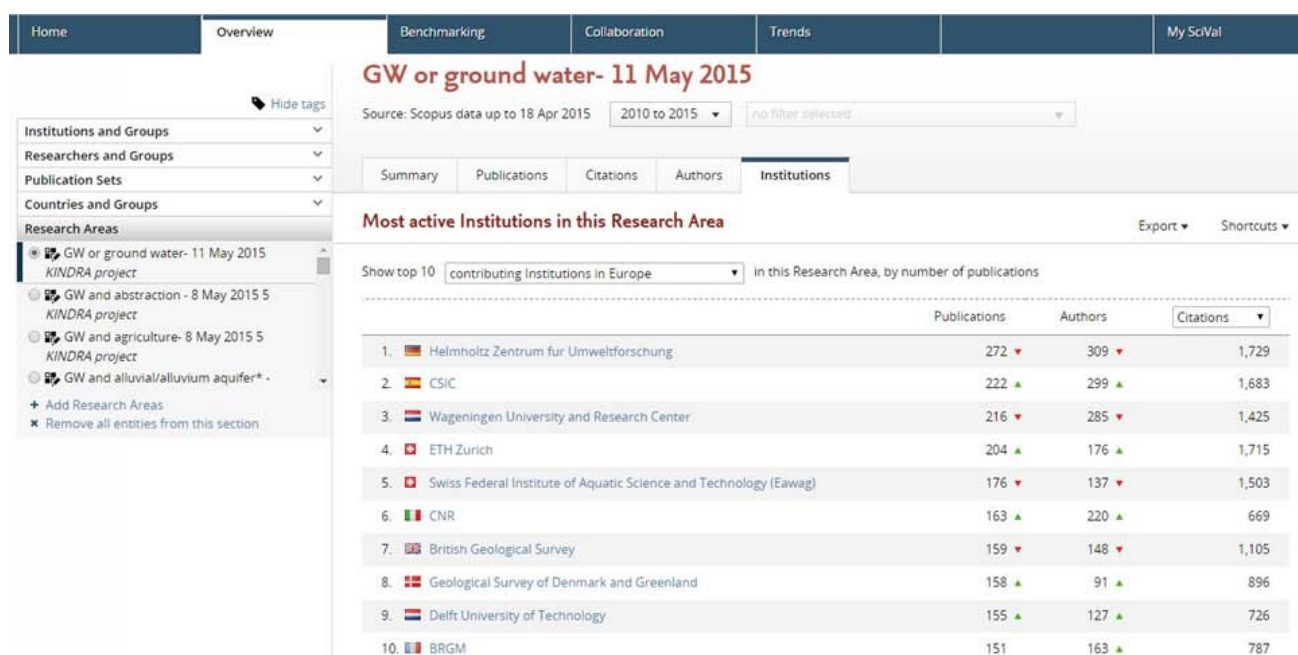 Home Overview Benchmarking Collaboration Trends My SciVal
Hide tags
Institutions and Groups
Researchers and Groups
Publication Sets
Countries and Groups
Research Areas
GW or ground water- 11 May 2015
KINDRA project
GW and abstraction - 8 May 2015 5
KINDRA project
GW and agriculture- 8 May 2015 5
KINDRA project
GW and alluvial/alluvium aquifer* -
+ Add Research Areas
× Remove all entities from this section
GW or ground water- 11 May 2015
Source: Scopus data up to 18 Apr 2015 2010 to 2015 no filter selected
Summary Publications Citations Authors Institutions
Most active Institutions in this Research Area
Export Shortcuts
Show top 10 contributing Institutions in Europe in this Research Area, by number of publications
Publications Authors Citations
1. Helmholtz Zentrum fur Umweltforschung 272 309 1,729
2. CSIC 222 299 1,683
3. Wageningen University and Research Center 216 285 1,425
4. ETH Zurich 204 176 1,715
5. Swiss Federal Institute of Aquatic Science and Technology (Eawag) 176 137 1,503
6. CNR 163 220 669
7. British Geological Survey 159 148 1,105
8. Geological Survey of Denmark and Greenland 158 91 896
9. Delft University of Technology 155 127 726
10. BRGM 151 163 787